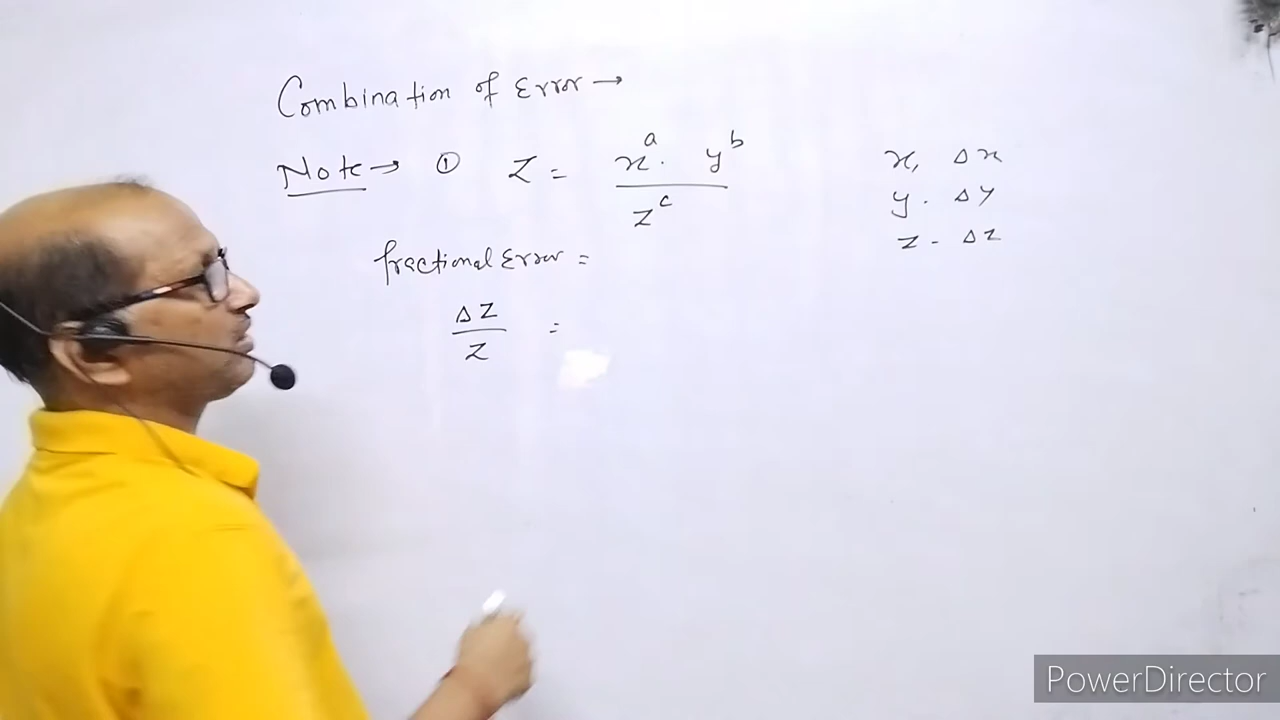 Combination of Error →
Note → ① Z = x^a · y^b / z^c
x, Δx
y · Δy
z - Δz
fractional Error =
ΔZ / Z =
PowerDirector